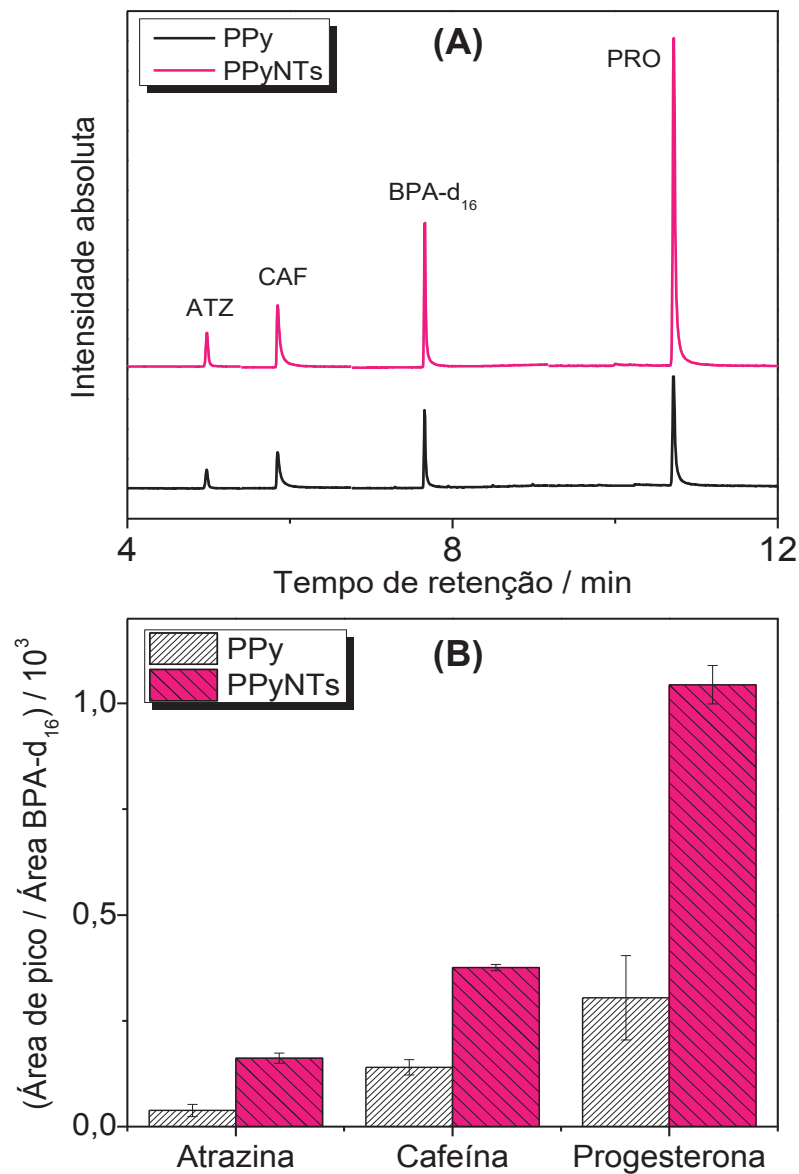 PPy
PPyNTs
(A)
PRO
BPA-d₁₆
CAF
ATZ
Intensidade absoluta
4
8
12
Tempo de retenção / min
PPy
PPyNTs
(B)
1,0
0,5
0,0
(Área de pico / Área BPA-d₁₆) / 10³
Atrazina
Cafeína
Progesterona